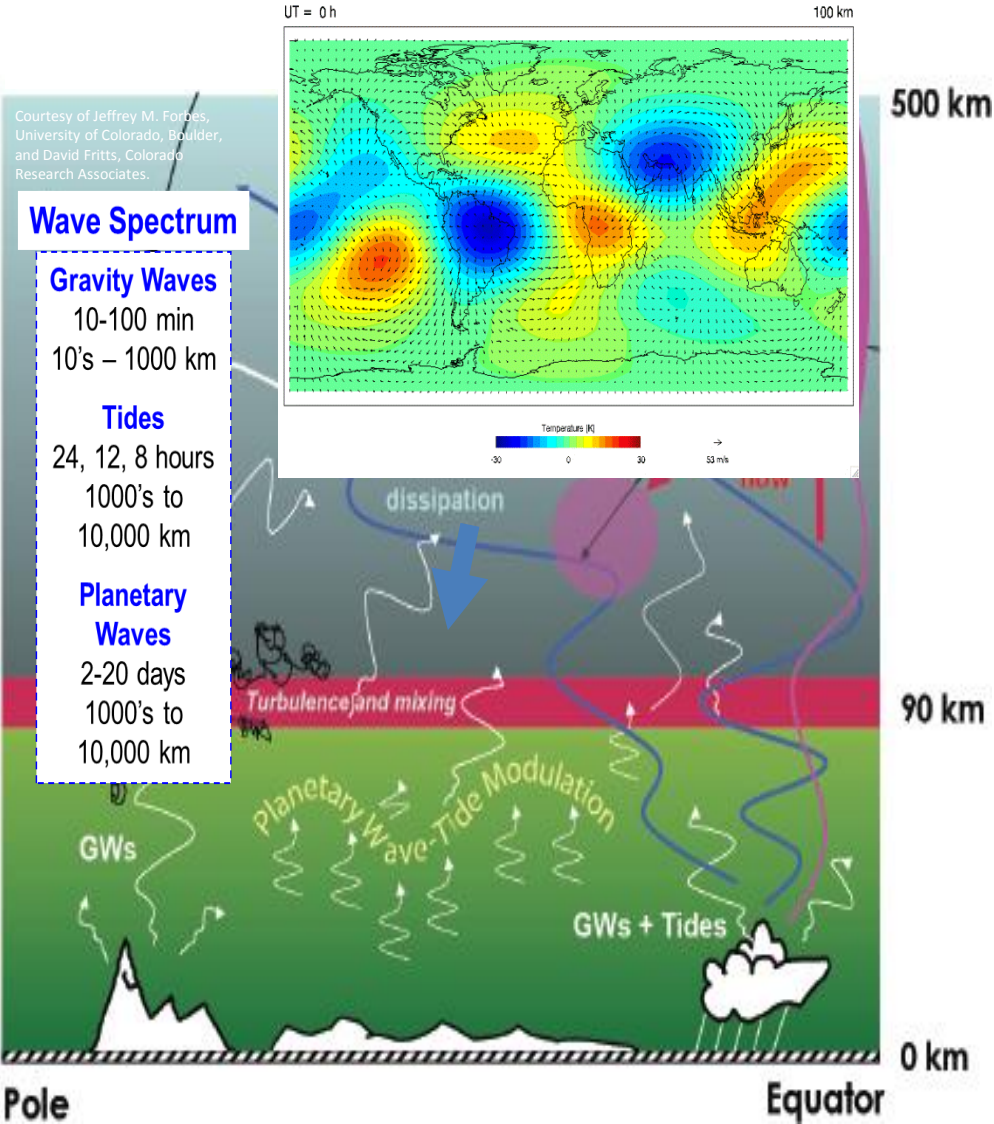 UT = 0 h
100 km
500 km
Courtesy of Jeffrey M. Forbes,
University of Colorado, Boulder,
and David Fritts, Colorado
Research Associates.
Wave Spectrum
Gravity Waves
10-100 min
10's – 1000 km
Tides
24, 12, 8 hours
1000's to
10,000 km
Planetary
Waves
2-20 days
1000's to
10,000 km
Temperature (K)
-30
0
30
53 m/s
dissipation
Turbulence and mixing
90 km
Planetary Wave-Tide Modulation
GWs
GWs + Tides
0 km
Pole
Equator